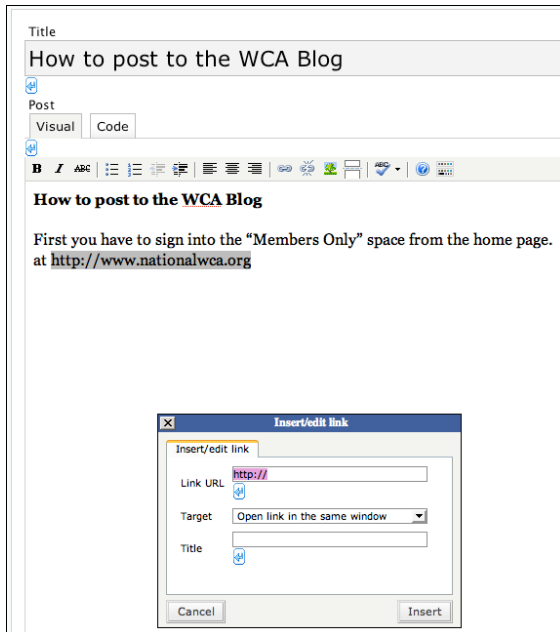 Title
How to post to the WCA Blog
Post
Visual Code
B I ABC ABC
How to post to the WCA Blog
First you have to sign into the “Members Only” space from the home page.
at http://www.nationalwca.org
Insert/edit link
Insert/edit link
Link URL http://
Target Open link in the same window
Title
Cancel Insert